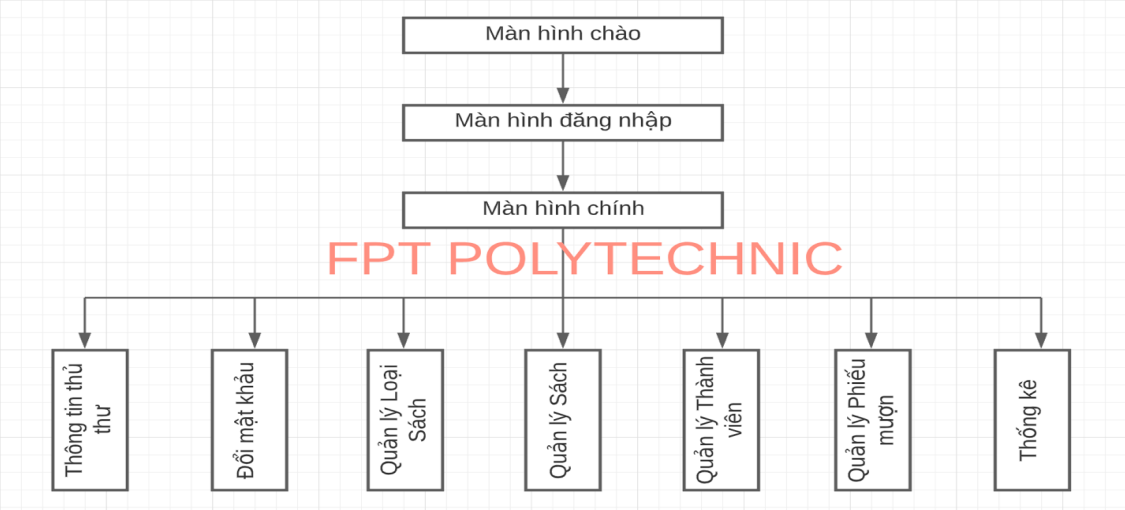 Màn hình chào
Màn hình đăng nhập
Màn hình chính
FPT POLYTECHNIC
Thông tin thủ
thư
Đổi mật khảu
Quản lý Loại
Sách
Quản lý Sách
Quản lý Thành
viên
Quản lý Phiếu
mượn
Thống kê